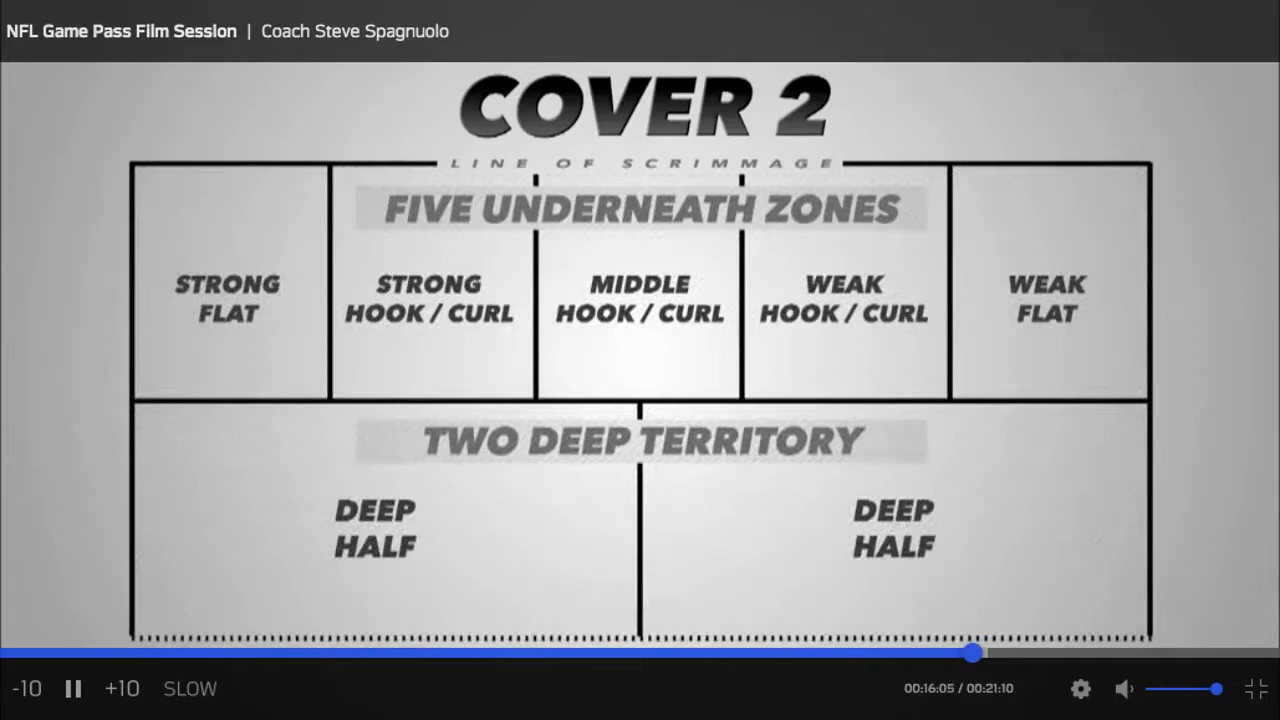 NFL Game Pass Film Session | Coach Steve Spagnuolo
COVER 2
LINE OF SCRIMMAGE
FIVE UNDERNEATH ZONES
STRONG
FLAT
STRONG
HOOK / CURL
MIDDLE
HOOK / CURL
WEAK
HOOK / CURL
WEAK
FLAT
TWO DEEP TERRITORY
DEEP
HALF
DEEP
HALF
-10 +10 SLOW 00:16:05 / 00:21:10